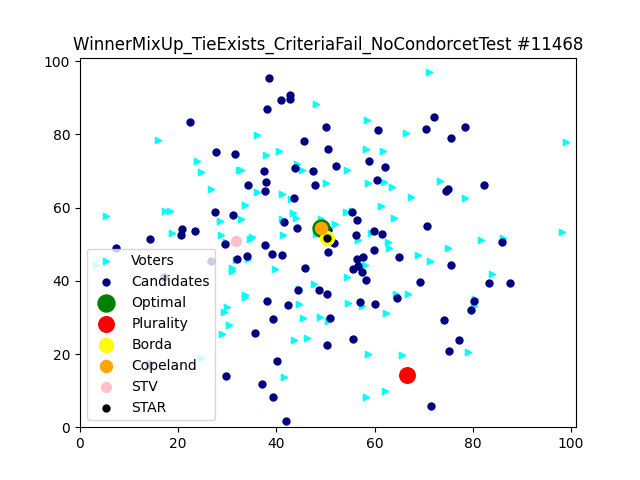 WinnerMixUp_TieExists_CriteriaFail_NoCondorcetTest #11468
100
80
60
40
20
0
Voters
Candidates
Optimal
Plurality
Borda
Copeland
STV
STAR
0 20 40 60 80 100